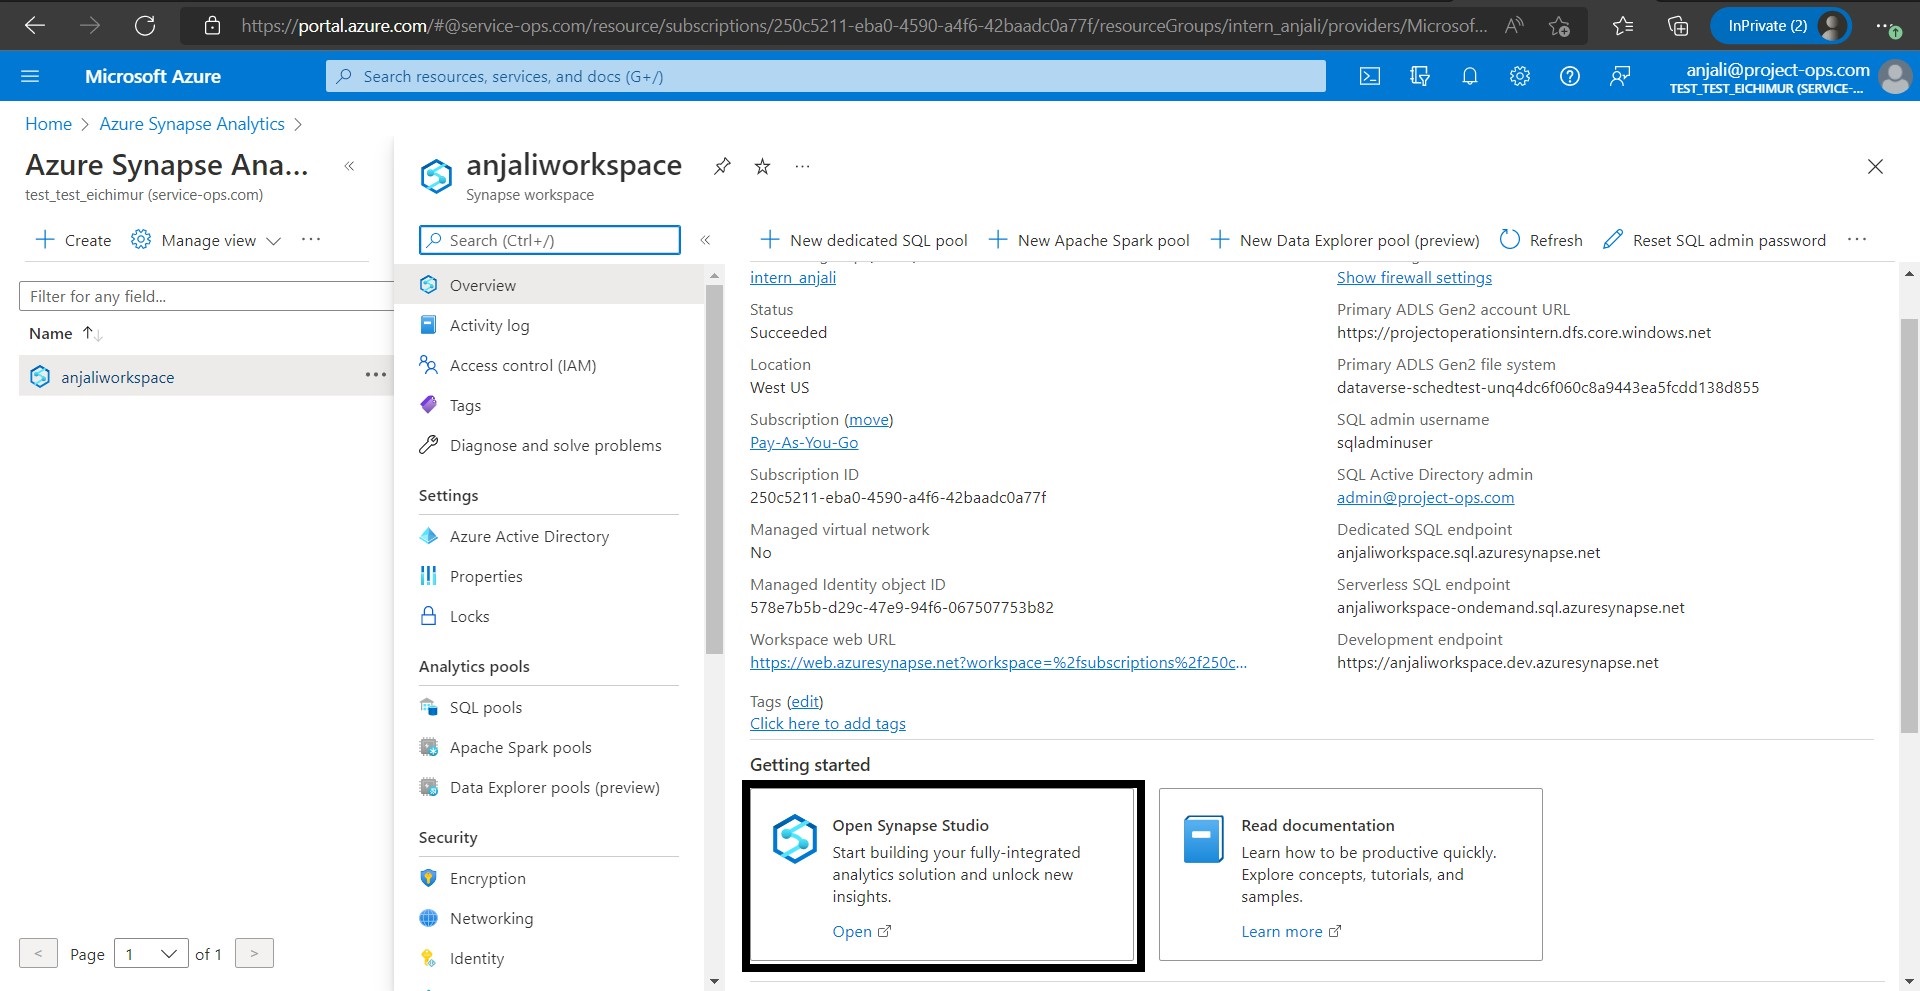 https://portal.azure.com/#@service-ops.com/resource/subscriptions/250c5211-eba0-4590-a4f6-42baadc0a77f/resourceGroups/intern_anjali/providers/Microsof...
InPrivate (2)
Microsoft Azure
Search resources, services, and docs (G+/)
anjali@project-ops.com
TEST_TEST_EICHIMUR (SERVICE-...
Home > Azure Synapse Analytics >
Azure Synapse Ana...
test_test_eichimur (service-ops.com)
Create
Manage view
Filter for any field...
Name
anjaliworkspace
< Page 1 of 1 >
anjaliworkspace
Synapse workspace
Search (Ctrl+/)
Overview
Activity log
Access control (IAM)
Tags
Diagnose and solve problems
Settings
Azure Active Directory
Properties
Locks
Analytics pools
SQL pools
Apache Spark pools
Data Explorer pools (preview)
Security
Encryption
Networking
Identity
New dedicated SQL pool
New Apache Spark pool
New Data Explorer pool (preview)
Refresh
Reset SQL admin password
intern_anjali
Status
Succeeded
Location
West US
Subscription (move)
Pay-As-You-Go
Subscription ID
250c5211-eba0-4590-a4f6-42baadc0a77f
Managed virtual network
No
Managed Identity object ID
578e7b5b-d29c-47e9-94f6-067507753b82
Workspace web URL
https://web.azuresynapse.net?workspace=%2fsubscriptions%2f250c...
Tags (edit)
Click here to add tags
Show firewall settings
Primary ADLS Gen2 account URL
https://projectoperationsintern.dfs.core.windows.net
Primary ADLS Gen2 file system
dataverse-schedtest-unq4dc6f060c8a9443ea5fcdd138d855
SQL admin username
sqladminuser
SQL Active Directory admin
admin@project-ops.com
Dedicated SQL endpoint
anjaliworkspace.sql.azuresynapse.net
Serverless SQL endpoint
anjaliworkspace-ondemand.sql.azuresynapse.net
Development endpoint
https://anjaliworkspace.dev.azuresynapse.net
Getting started
Open Synapse Studio
Start building your fully-integrated
analytics solution and unlock new
insights.
Open
Read documentation
Learn how to be productive quickly.
Explore concepts, tutorials, and
samples.
Learn more